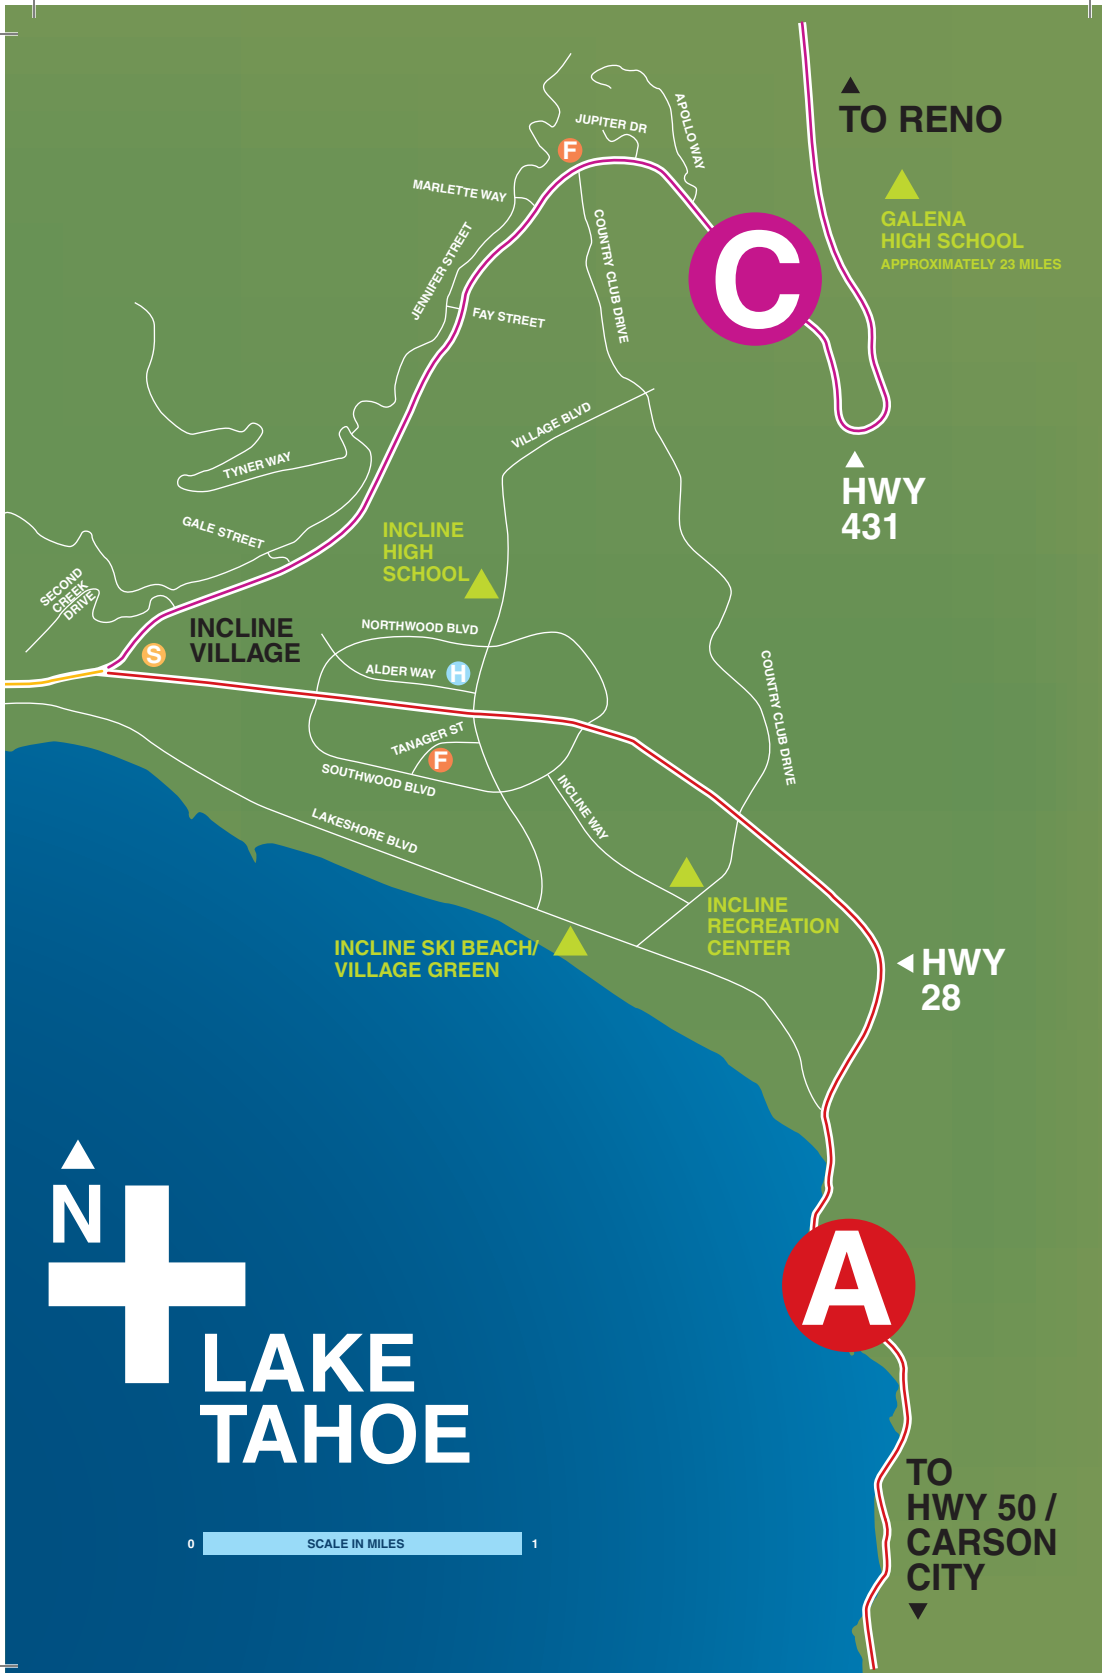 TO RENO
JUPITER DR
APOLLO WAY
F
MARLETTE WAY
GALENA
HIGH SCHOOL
APPROXIMATELY 23 MILES
JENNIFER STREET
COUNTRY CLUB DRIVE
C
FAY STREET
VILLAGE BLVD
TYNER WAY
HWY
431
GALE STREET
INCLINE
HIGH
SCHOOL
SECOND
CREEK
DRIVE
INCLINE
VILLAGE
S
NORTHWOOD BLVD
ALDER WAY
H
COUNTRY CLUB DRIVE
TANAGER ST
F
SOUTHWOOD BLVD
INCLINE WAY
LAKESHORE BLVD
INCLINE
RECREATION
CENTER
INCLINE SKI BEACH/
VILLAGE GREEN
HWY
28
N
A
LAKE
TAHOE
TO
HWY 50 /
CARSON
CITY
0 SCALE IN MILES 1